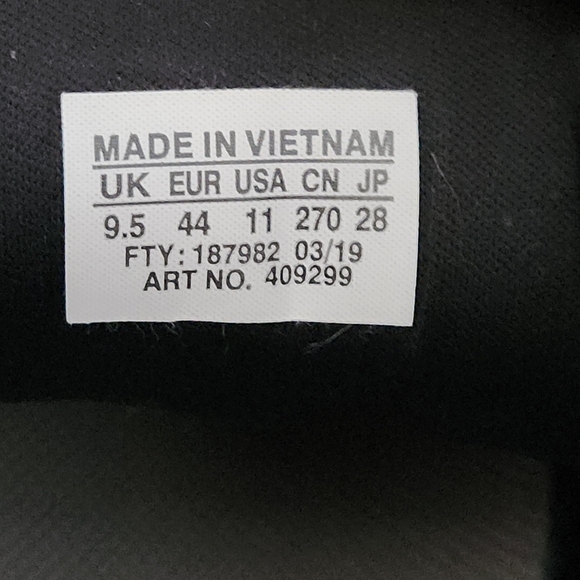 MADE IN VIETNAM
UK EUR USA CN JP
9.5 44 11 270 28
FTY: 187982 03/19
ART NO. 409299